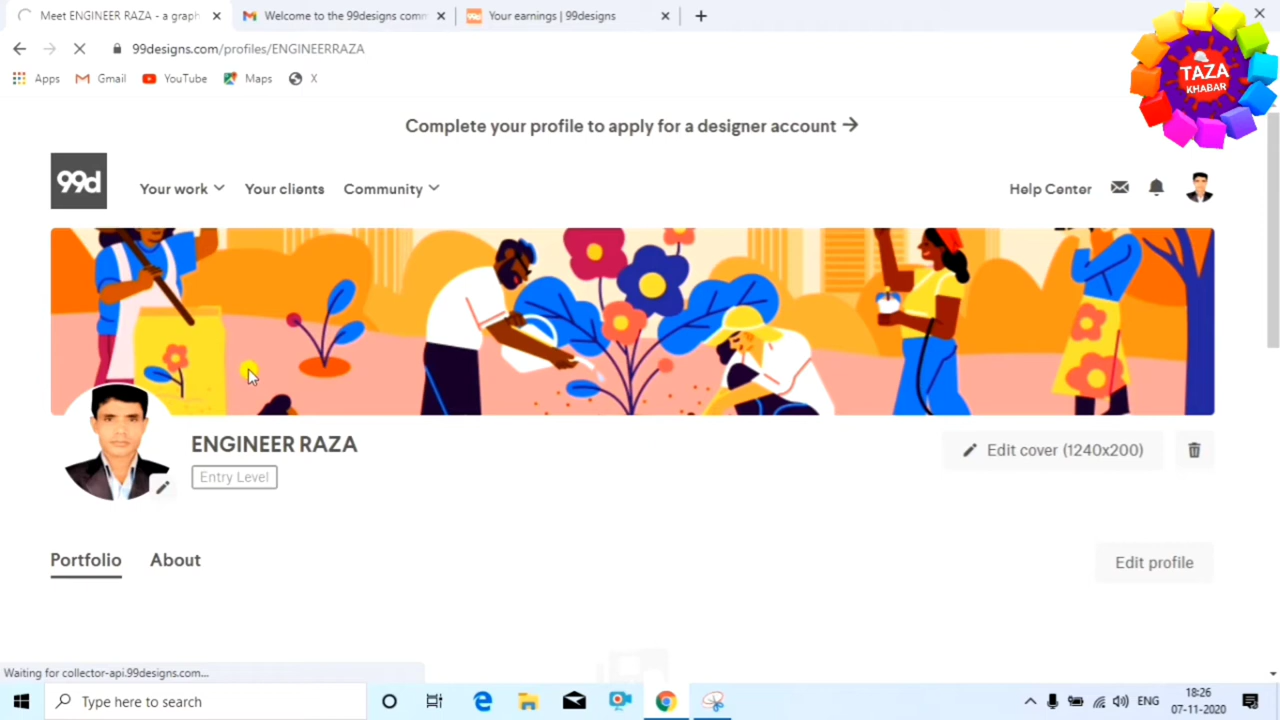 Meet ENGINEER RAZA - a graph
Welcome to the 99designs comm
Your earnings | 99designs
99designs.com/profiles/ENGINEERRAZA
Apps Gmail YouTube Maps X
TAZA
KHABAR
Complete your profile to apply for a designer account →
99d Your work Your clients Community Help Center
ENGINEER RAZA
Entry Level
Edit cover (1240x200)
Portfolio About Edit profile
Waiting for collector-api.99designs.com...
Type here to search
ENG
18:26
07-11-2020